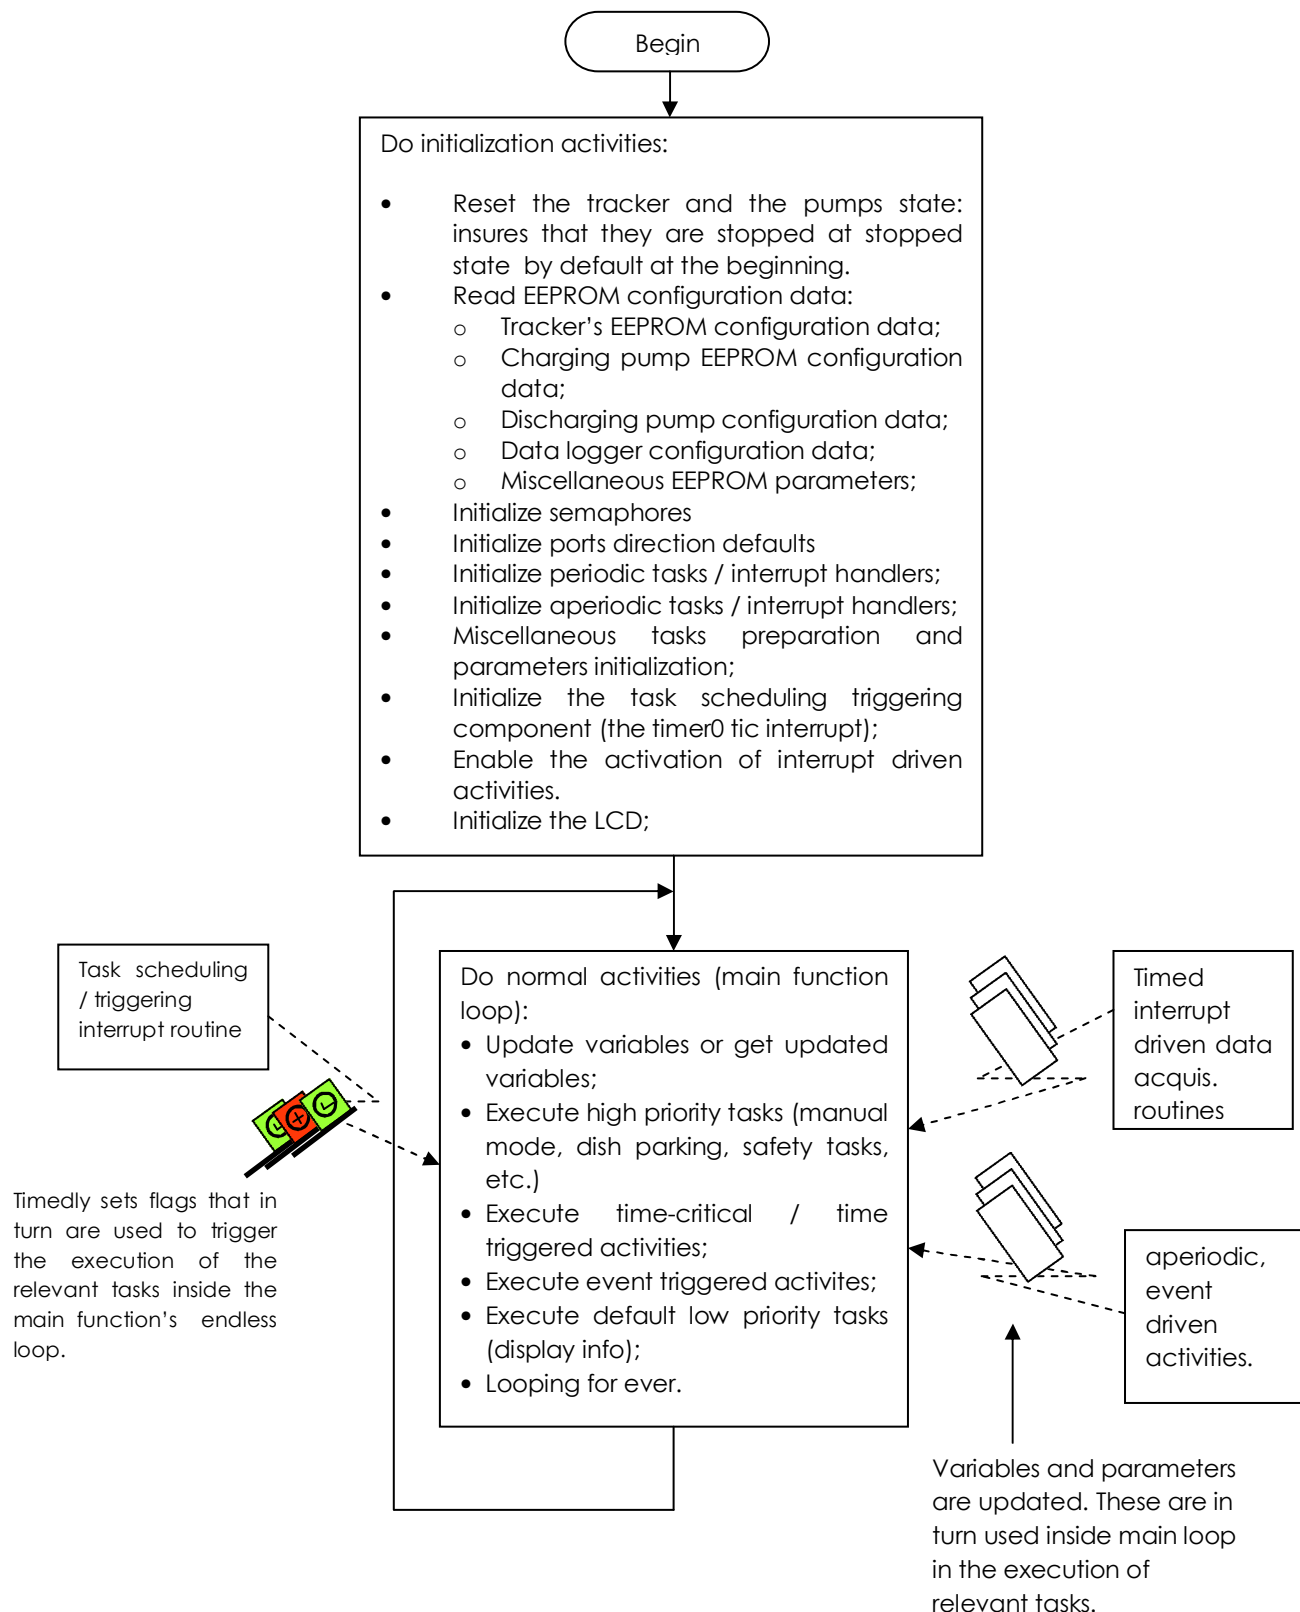 Begin
Do initialization activities:
• Reset the tracker and the pumps state:
insures that they are stopped at stopped
state by default at the beginning.
• Read EEPROM configuration data:
o Tracker's EEPROM configuration data;
o Charging pump EEPROM configuration
data;
o Discharging pump configuration data;
o Data logger configuration data;
o Miscellaneous EEPROM parameters;
• Initialize semaphores
• Initialize ports direction defaults
• Initialize periodic tasks / interrupt handlers;
• Initialize aperiodic tasks / interrupt handlers;
• Miscellaneous tasks preparation and
parameters initialization;
• Initialize the task scheduling triggering
component (the timer0 tic interrupt);
• Enable the activation of interrupt driven
activities.
• Initialize the LCD;
Task scheduling
/ triggering
interrupt routine
Timedly sets flags that in
turn are used to trigger
the execution of the
relevant tasks inside the
main function's endless
loop.
Do normal activities (main function
loop):
• Update variables or get updated
variables;
• Execute high priority tasks (manual
mode, dish parking, safety tasks,
etc.)
• Execute time-critical / time
triggered activities;
• Execute event triggered activites;
• Execute default low priority tasks
(display info);
• Looping for ever.
Timed
interrupt
driven data
acquis.
routines
aperiodic,
event
driven
activities.
Variables and parameters
are updated. These are in
turn used inside main loop
in the execution of
relevant tasks.